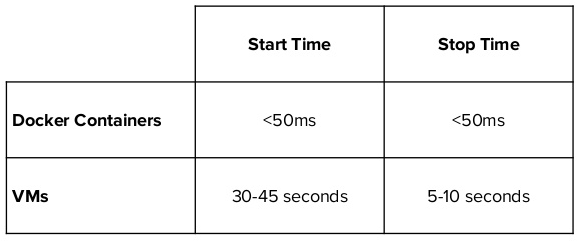 Start Time Stop Time
Docker Containers <50ms <50ms
VMs 30-45 seconds 5-10 seconds